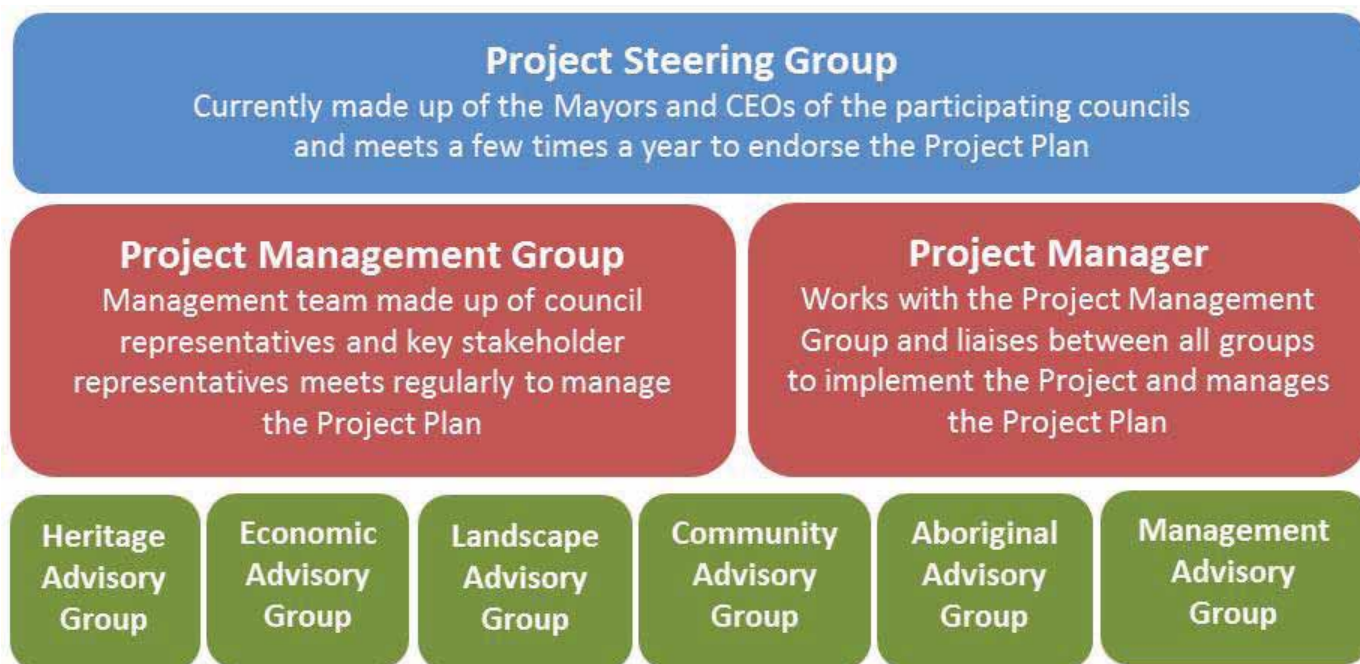 Project Steering Group
Currently made up of the Mayors and CEOs of the participating councils
and meets a few times a year to endorse the Project Plan
Project Management Group
Management team made up of council
representatives and key stakeholder
representatives meets regularly to manage
the Project Plan
Project Manager
Works with the Project Management
Group and liaises between all groups
to implement the Project and manages
the Project Plan
Heritage
Advisory
Group
Economic
Advisory
Group
Landscape
Advisory
Group
Community
Advisory
Group
Aboriginal
Advisory
Group
Management
Advisory
Group